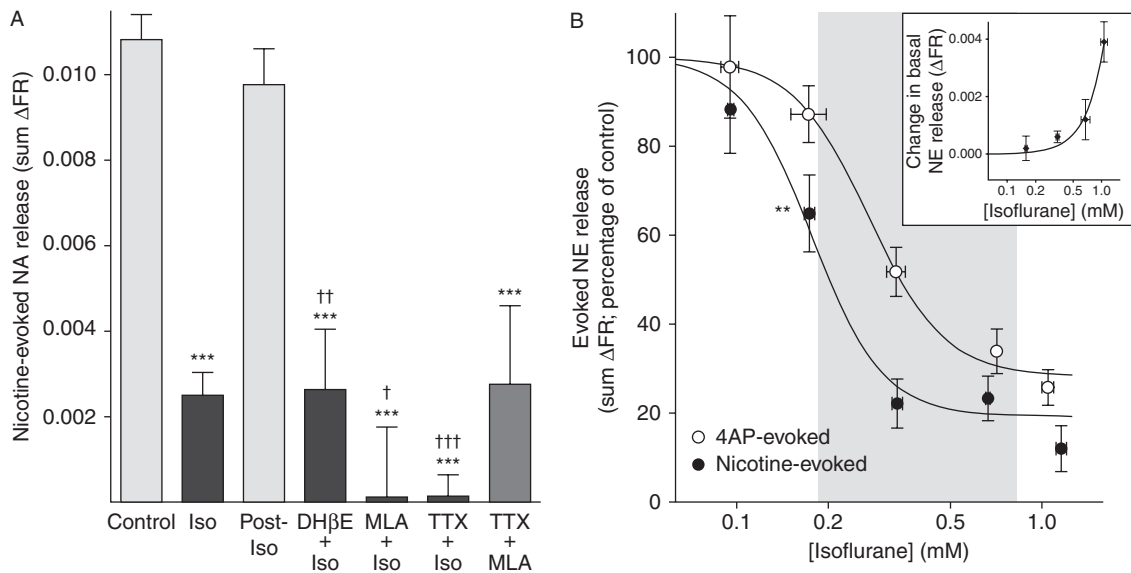 A
Nicotine-evoked NA release (sum ΔFR)
0.010
0.008
0.006
0.004
0.002
***
††
***
†
***
†††
***
***
Control
Iso
Post-
Iso
DHβE
+
Iso
MLA
+
Iso
TTX
+
Iso
TTX
+
MLA
B
Evoked NE release
(sum ΔFR; percentage of control)
100
80
60
40
20
0
**
4AP-evoked
Nicotine-evoked
0.1
0.2
0.5
1.0
[Isoflurane] (mM)
Change in basal
NE release (ΔFR)
0.004
0.002
0.000
0.1
0.2
0.5
1.0
[Isoflurane] (mM)